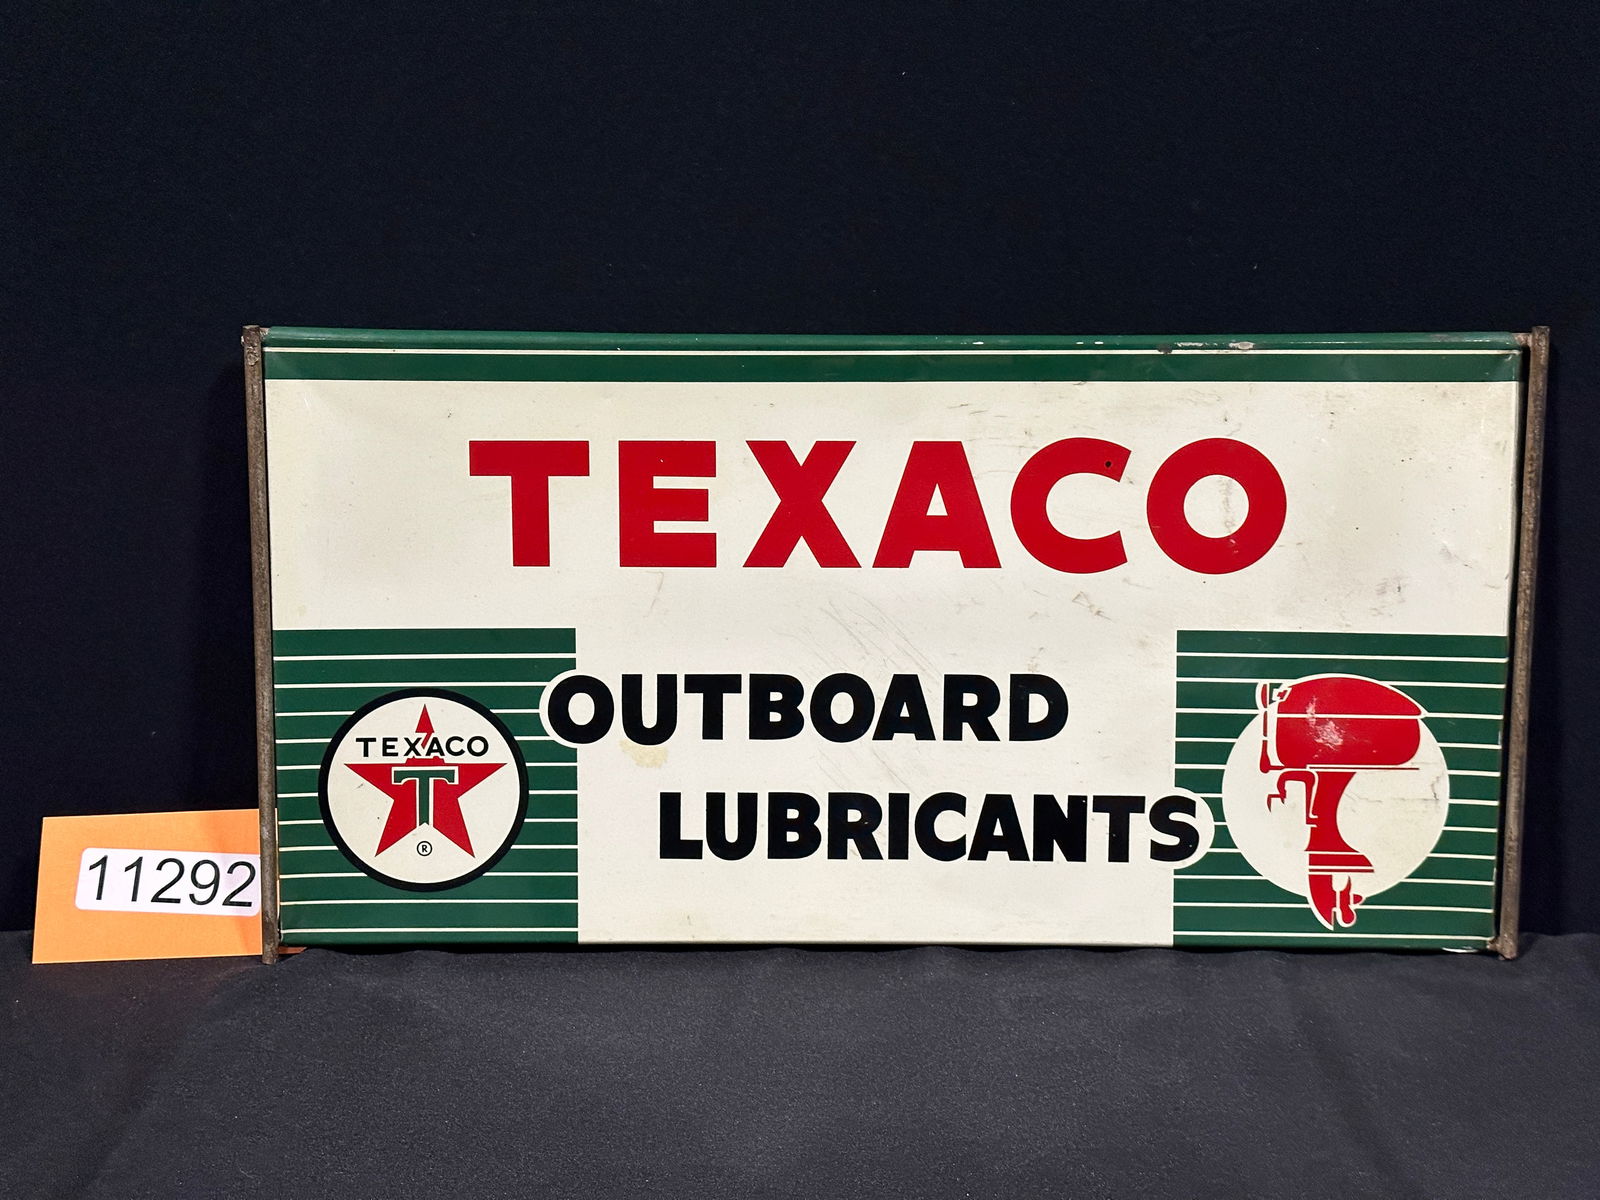 TEXACO
OUTBOARD
LUBRICANTS
TEXACO
T
®
11292